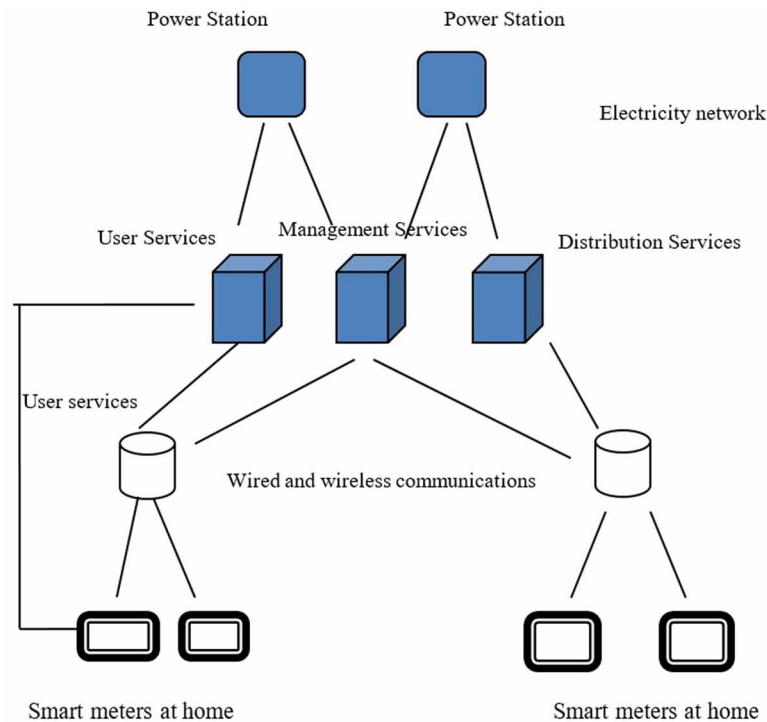 Power Station
Power Station
Electricity network
User Services
Management Services
Distribution Services
User services
Wired and wireless communications
Smart meters at home
Smart meters at home